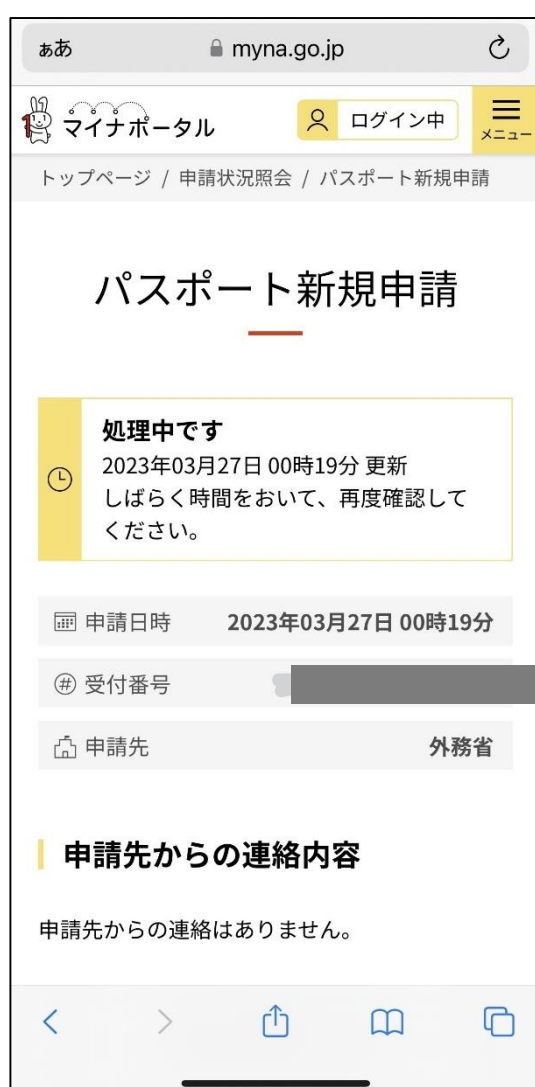 ぁあ myna.go.jp
マイナポータル ログイン中 メニュー
トップページ / 申請状況照会 / パスポート新規申請
パスポート新規申請
処理中です
2023年03月27日 00時19分 更新
しばらく時間をおいて、再度確認して
ください。
申請日時 2023年03月27日 00時19分
# 受付番号
申請先 外務省
申請先からの連絡内容
申請先からの連絡はありません。